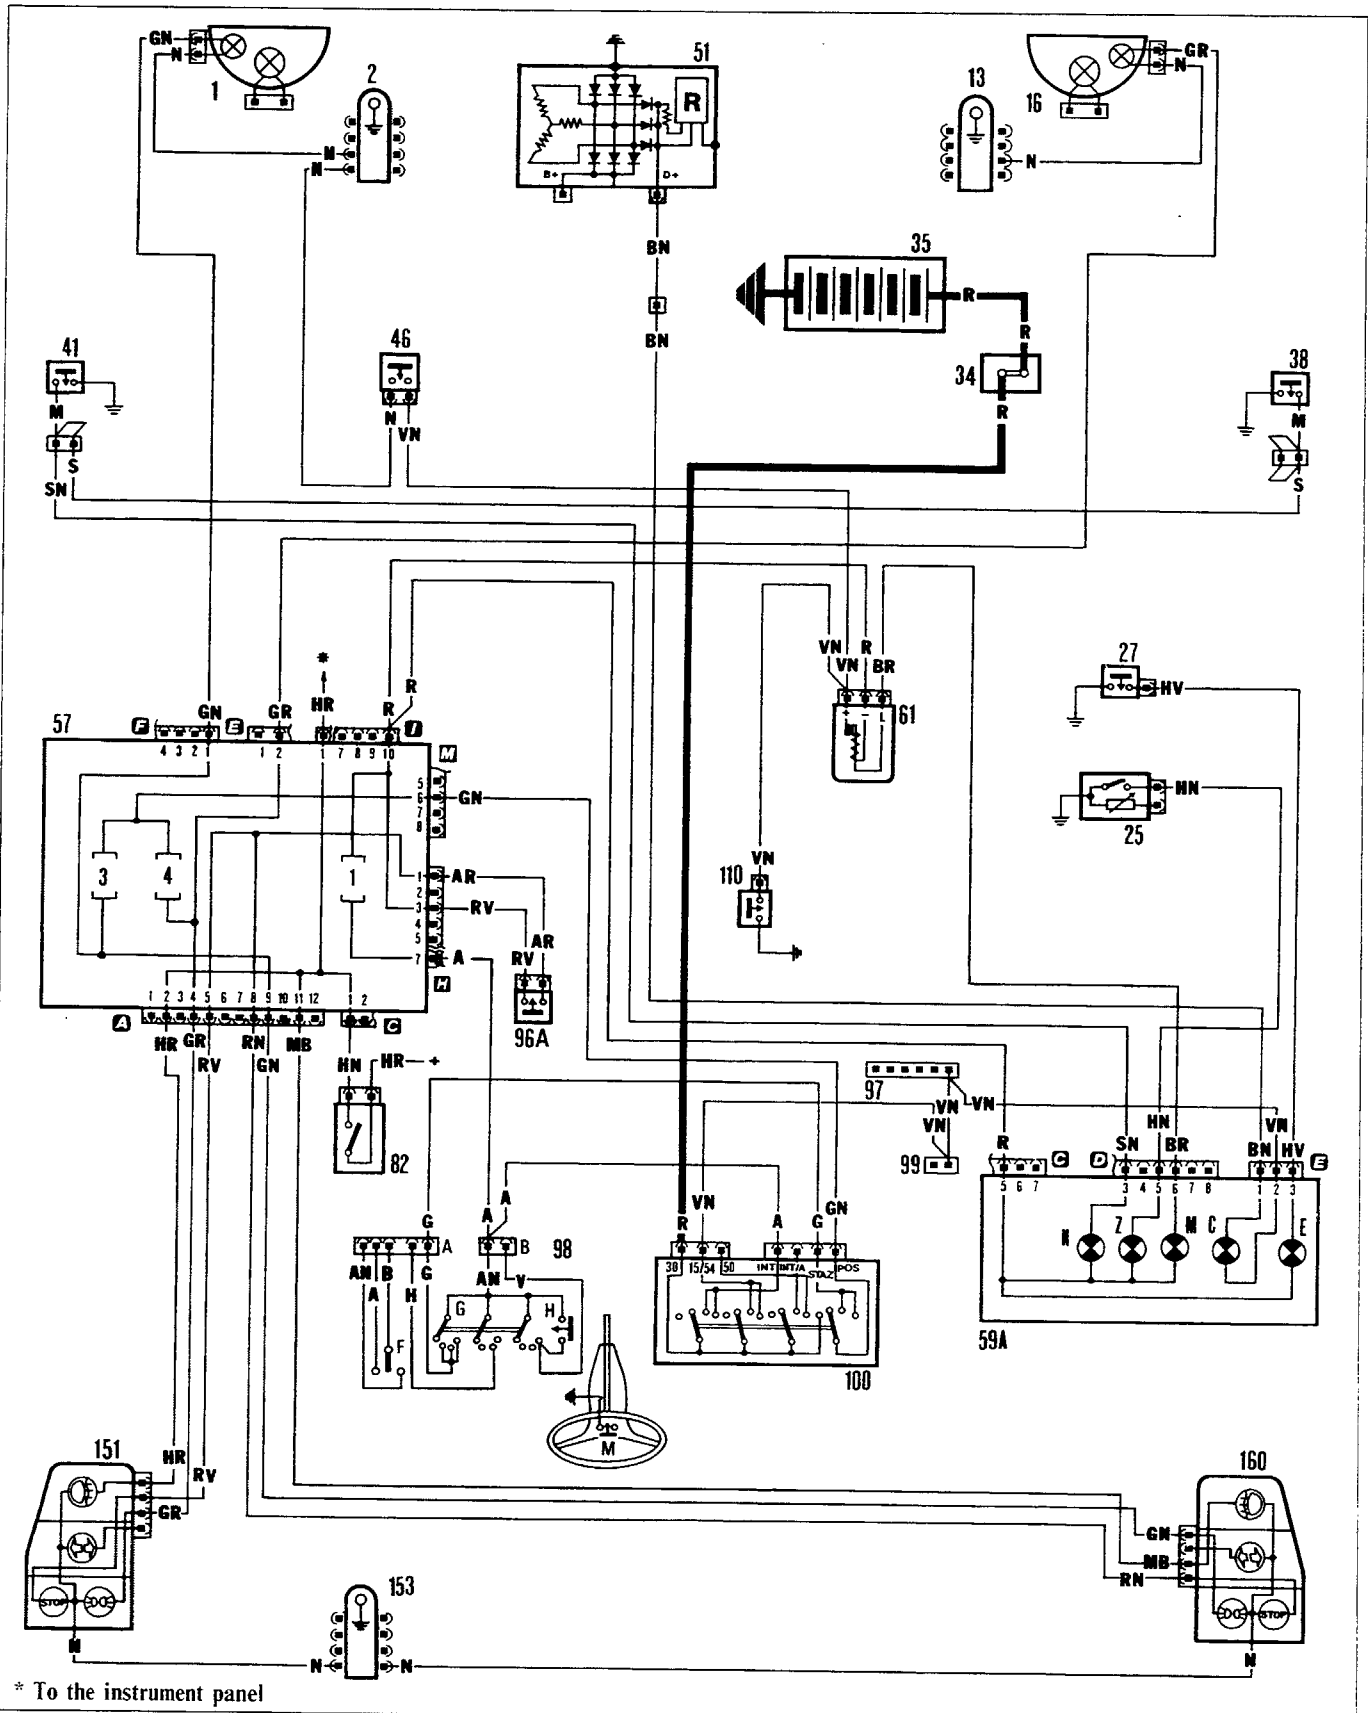 GN
N
1
2
N
N
51
R
B+
D+
BN
BN
13
16
GR
N
N
35
R
R
34
R
41
M
S
SN
46
N
VN
38
M
S
*
HR
R
R
57
F
GN
E
GR
I
4 3 2 1
1 2
1 7 8 9 10
M
5
6
7
8
GN
3
4
1
1
2
3
4
5
7
AR
RV
A
H
RV
AR
96A
VN
VN
R
BR
+ - L
61
27
HV
HN
25
VN
110
1 2 3 4 5 6 7 8 9 10 11 12
1 2
A
C
HR
GR
RV
RN
GN
MB
HN
HR
+
82
97
VN
VN
VN
99
R
C
D
SN
HN
BR
BN
VN
HV
E
5 6 7
3 4 5 6 7 8
1 2 3
N
Z
M
C
E
59A
G
A
A
A
B
98
AN
A
B
H
G
AN
V
F
G
H
R
VN
A
G
GN
30
15/54
50
INT
INT/A
STAZ
POS
100
M
151
HR
RV
GR
STOP
N
153
N
N
160
GN
MB
RN
STOP
N
* To the instrument panel